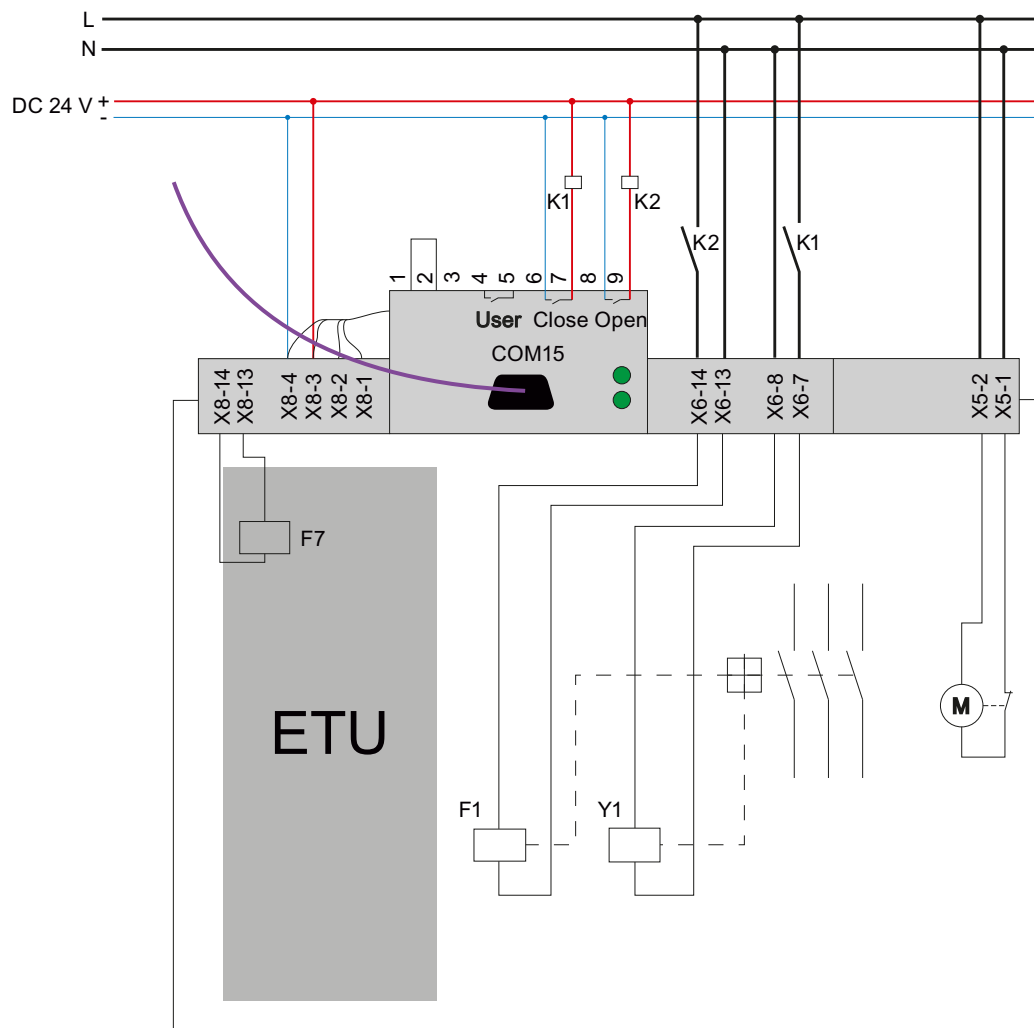 L
N
DC 24 V +
-
K1
K2
K2
K1
1
2
3
4
5
6
7
8
9
User Close Open
COM15
X8-14
X8-13
X8-4
X8-3
X8-2
X8-1
X6-14
X6-13
X6-8
X6-7
X5-2
X5-1
F7
ETU
M
F1
Y1